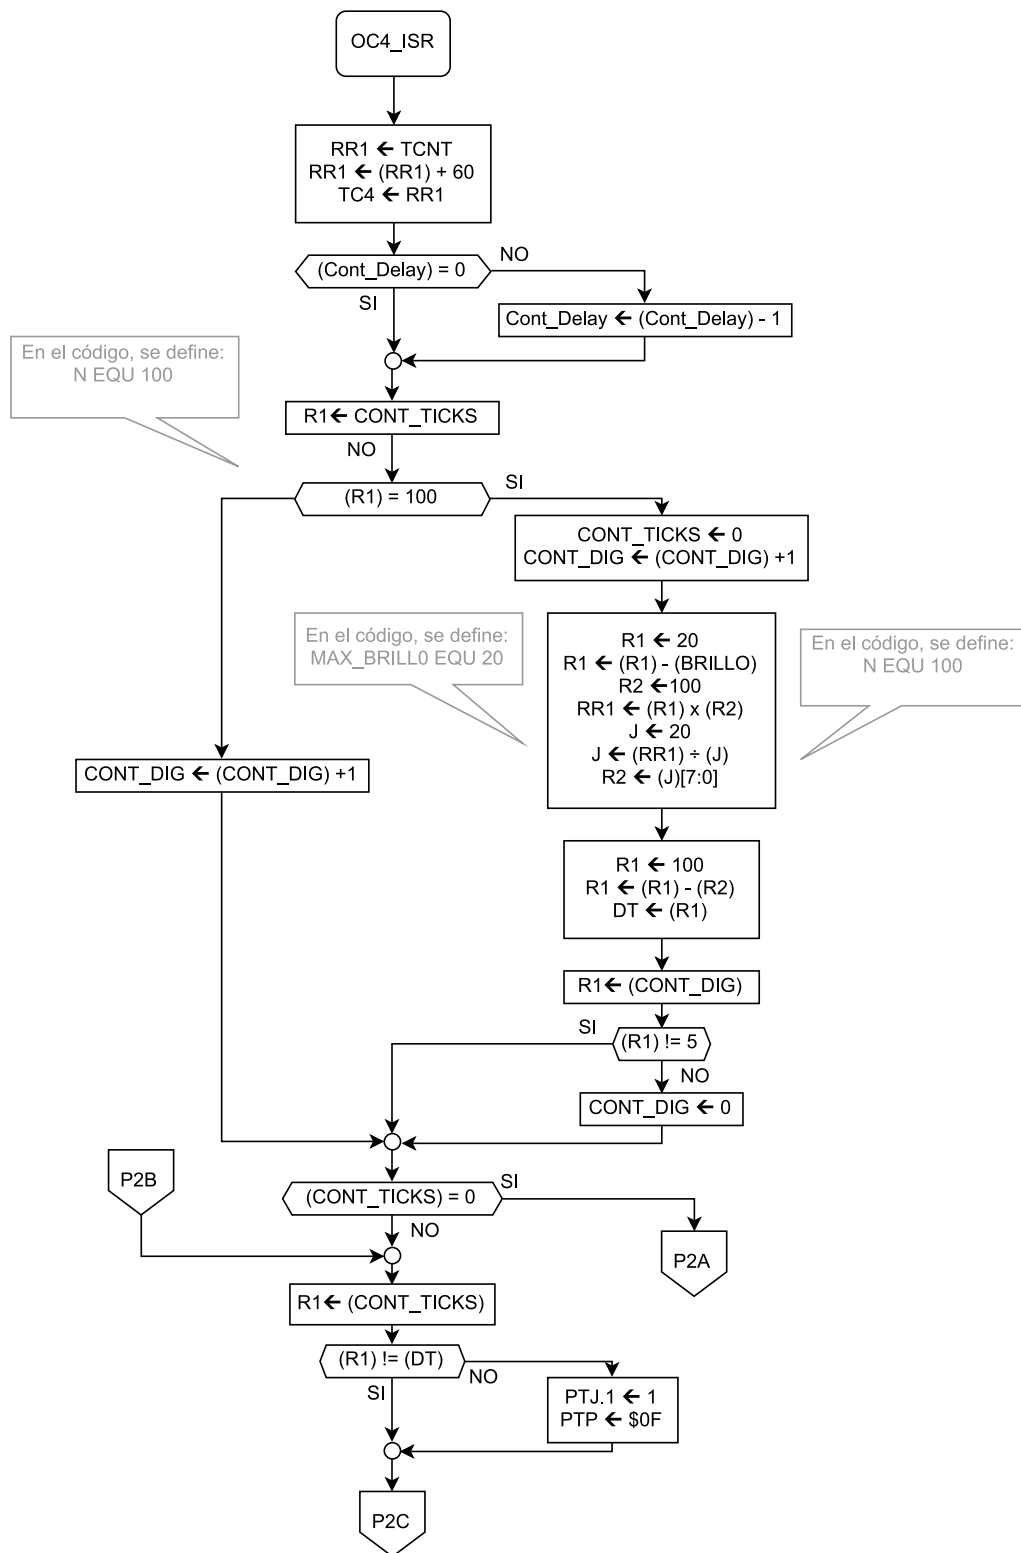 OC4_ISR
RR1 ← TCNT
RR1 ← (RR1) + 60
TC4 ← RR1
(Cont_Delay) = 0
NO
SI
Cont_Delay ← (Cont_Delay) - 1
En el código, se define:
N EQU 100
R1← CONT_TICKS
NO
(R1) = 100
SI
CONT_TICKS ← 0
CONT_DIG ← (CONT_DIG) +1
En el código, se define:
MAX_BRILL0 EQU 20
R1 ← 20
R1 ← (R1) - (BRILLO)
R2 ←100
RR1 ← (R1) x (R2)
J ← 20
J ← (RR1) ÷ (J)
R2 ← (J)[7:0]
En el código, se define:
N EQU 100
CONT_DIG ← (CONT_DIG) +1
R1 ← 100
R1 ← (R1) - (R2)
DT ← (R1)
R1← (CONT_DIG)
SI
(R1) != 5
NO
CONT_DIG ← 0
P2B
(CONT_TICKS) = 0
SI
NO
P2A
R1← (CONT_TICKS)
(R1) != (DT)
NO
SI
PTJ.1 ← 1
PTP ← $0F
P2C